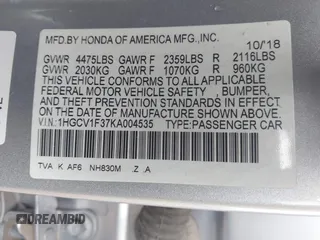 MFD.BY HONDA OF AMERICA MFG.,INC.
10/18
GVWR 4475LBS GAWR F 2359LBS R 2116LBS
GVWR 2030KG GAWR F 1070KG R 960KG
THIS VEHICLE CONFORMS TO ALL APPLICABLE
FEDERAL MOTOR VEHICLE SAFETY , BUMPER,
AND THEFT PREVENTION STANDARDS IN EFFECT
ON THE DATE OF MANUFACTURE SHOWN ABOVE.
VIN:1HGCV1F37KA004535 TYPE:PASSENGER CAR
TVA K AF6 NH830M .Z .A
DREAMBID